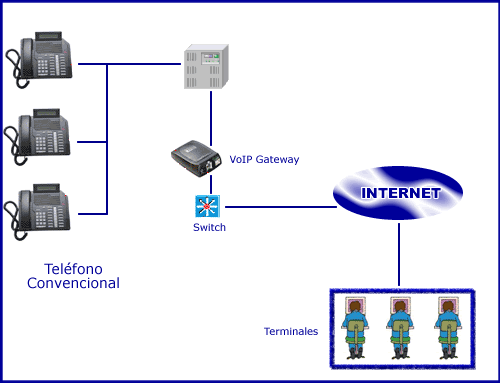 VoIP Gateway
INTERNET
Switch
Teléfono
Convencional
Terminales